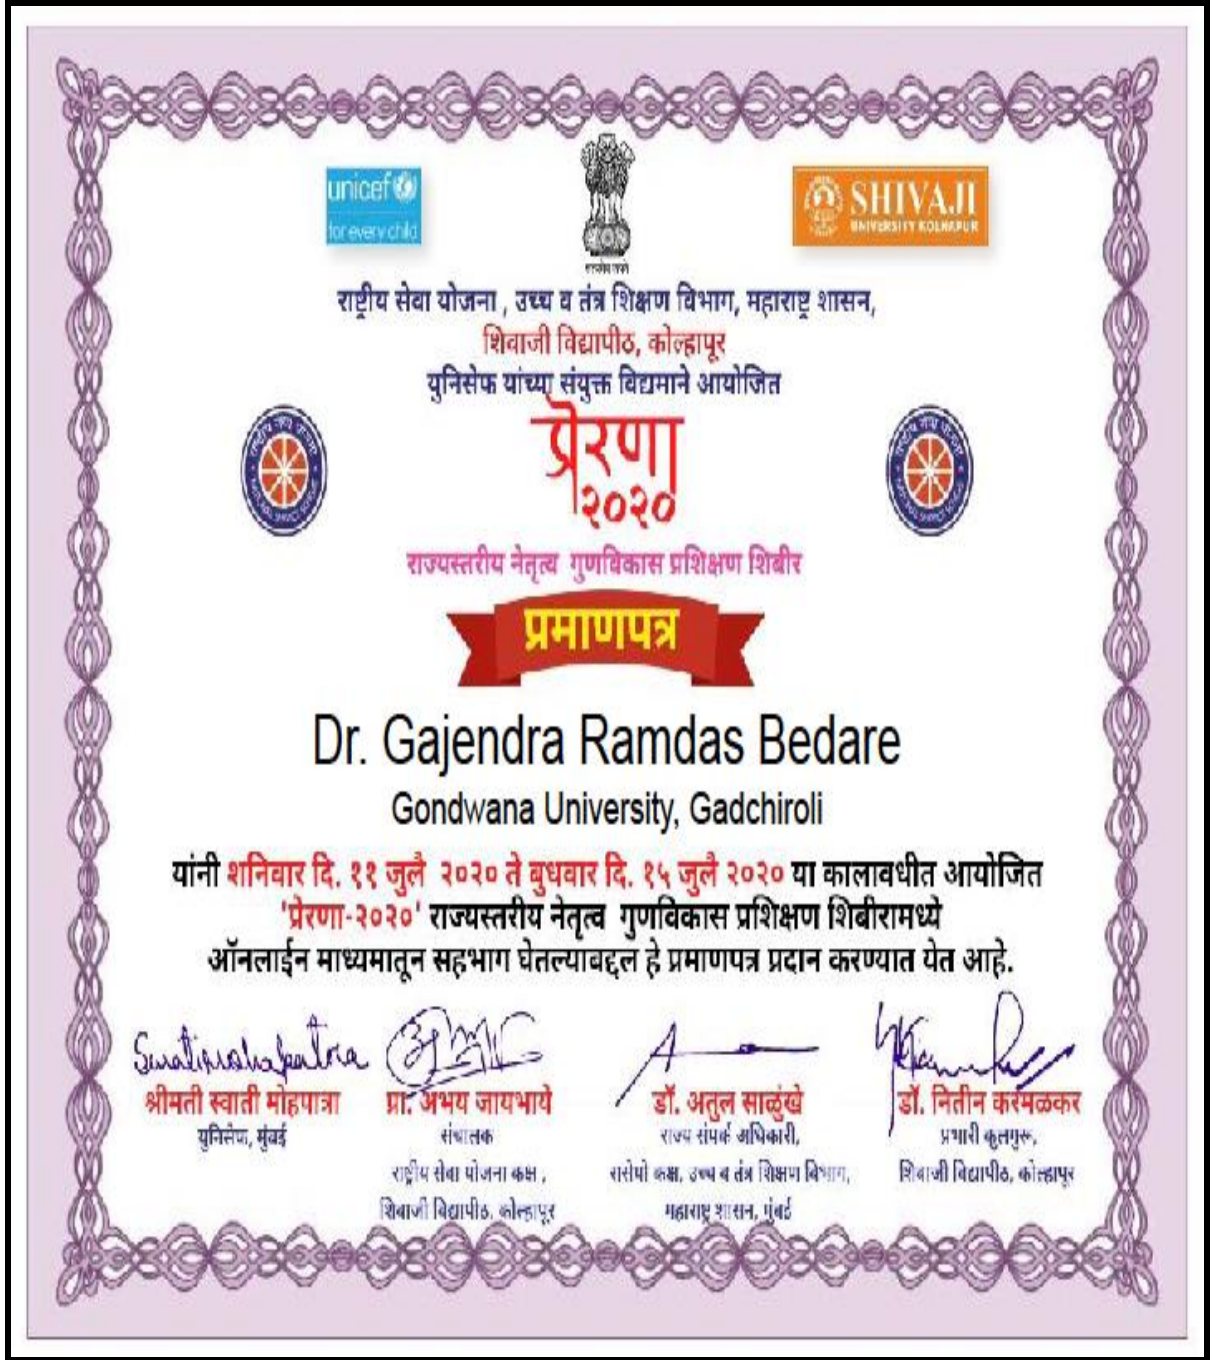 unicef
for every child
SHIVAJI
UNIVERSITY KOLHAPUR
सत्यमेव जयते
राष्ट्रीय सेवा योजना , उच्च व तंत्र शिक्षण विभाग, महाराष्ट्र शासन,
शिवाजी विद्यापीठ, कोल्हापूर
युनिसेफ यांच्या संयुक्त विद्यमाने आयोजित
प्रेरणा
२०२०
राज्यस्तरीय नेतृत्व गुणविकास प्रशिक्षण शिबीर
प्रमाणपत्र
Dr. Gajendra Ramdas Bedare
Gondwana University, Gadchiroli
यांनी शनिवार दि. ११ जुलै २०२० ते बुधवार दि. १५ जुलै २०२० या कालावधीत आयोजित
'प्रेरणा-२०२०' राज्यस्तरीय नेतृत्व गुणविकास प्रशिक्षण शिबीरामध्ये
ऑनलाईन माध्यमातून सहभाग घेतल्याबद्दल हे प्रमाणपत्र प्रदान करण्यात येत आहे.
श्रीमती स्वाती मोहपात्रा
युनिसेफ, मुंबई
प्रा. अभय जायभाये
संचालक
राष्ट्रीय सेवा योजना कक्ष ,
शिवाजी विद्यापीठ, कोल्हापूर
डॉ. अतुल साळुंखे
राज्य संपर्क अधिकारी,
रासेयो कक्ष, उच्च व तंत्र शिक्षण विभाग,
महाराष्ट्र शासन, मुंबई
डॉ. नितीन करमळकर
प्रभारी कुलगुरू,
शिवाजी विद्यापीठ, कोल्हापूर